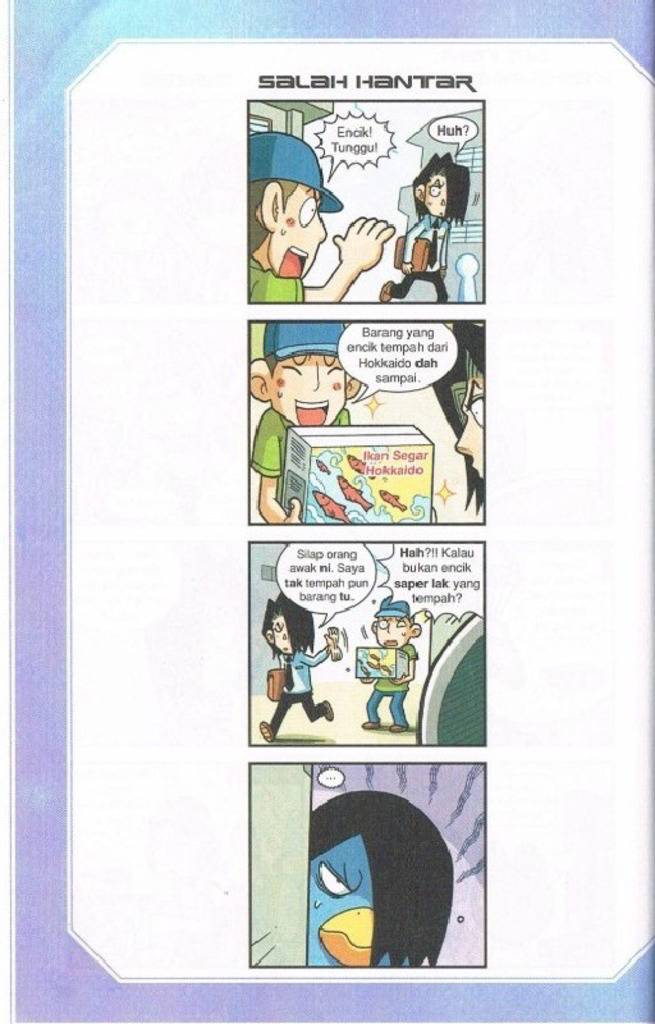 SALAH HANTAR
Encik!
Tunggu!
Huh?
Barang yang
encik tempah dari
Hokkaido dah
sampai.
Ikan Segar
Hokkaido
Silap orang
awak ni. Saya
tak tempah pun
barang tu.
Hah?!! Kalau
bukan encik
saper lak yang
tempah?
...